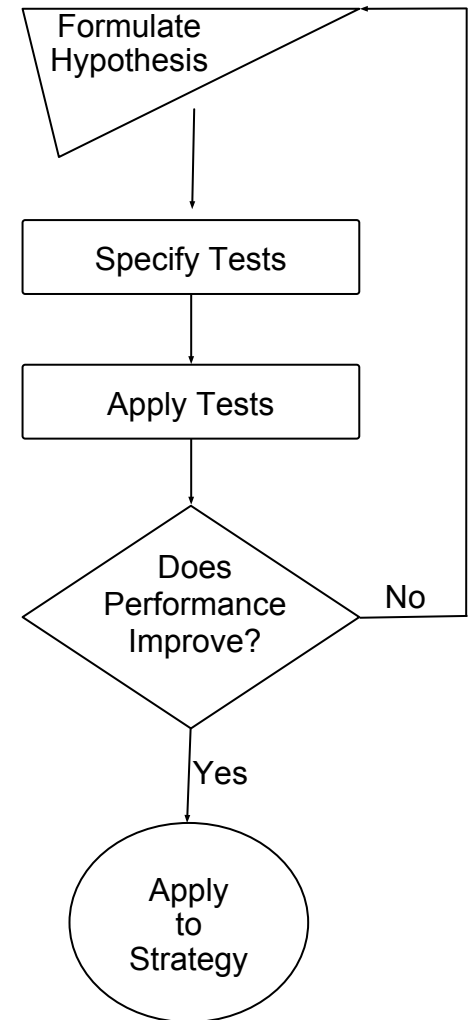 Formulate
Hypothesis
Specify Tests
Apply Tests
Does
Performance
Improve?
No
Yes
Apply
to
Strategy